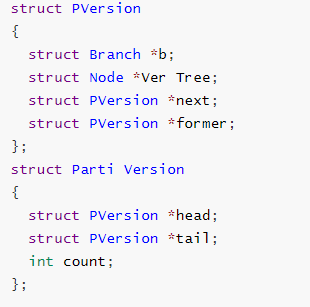 struct PVersion
{
struct Branch *b;
struct Node *Ver Tree;
struct PVersion *next;
struct PVersion *former;
};
struct Parti Version
{
struct PVersion *head;
struct PVersion *tail;
int count;
};